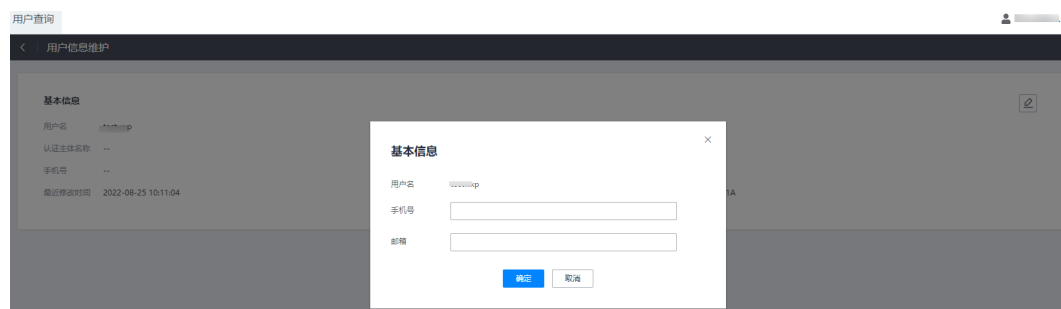 用户查询
用户信息维护
基本信息
用户名
认证主体名称 --
手机号 --
最近修改时间 2022-08-25 10:11:04
1A
基本信息
用户名 xp
手机号
邮箱
确定 取消